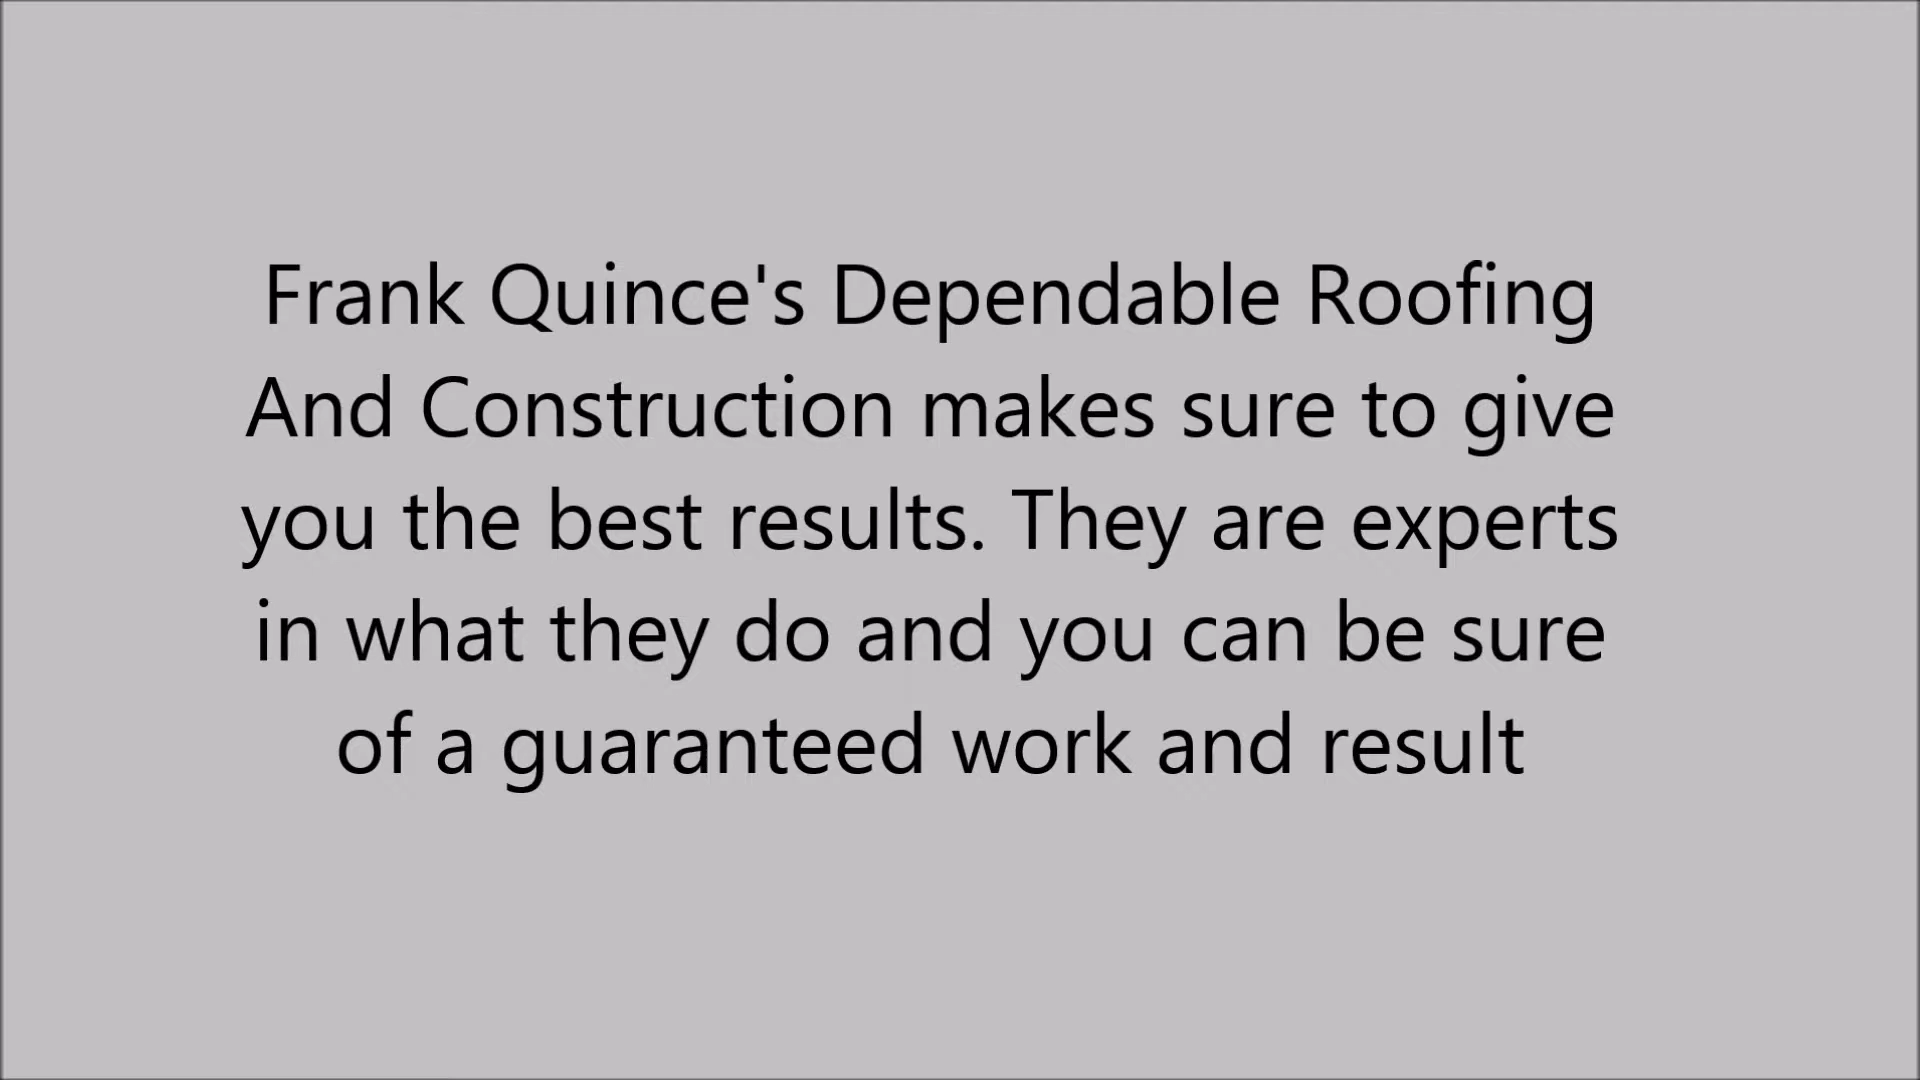 Frank Quince's Dependable Roofing
And Construction makes sure to give
you the best results. They are experts
in what they do and you can be sure
of a guaranteed work and result